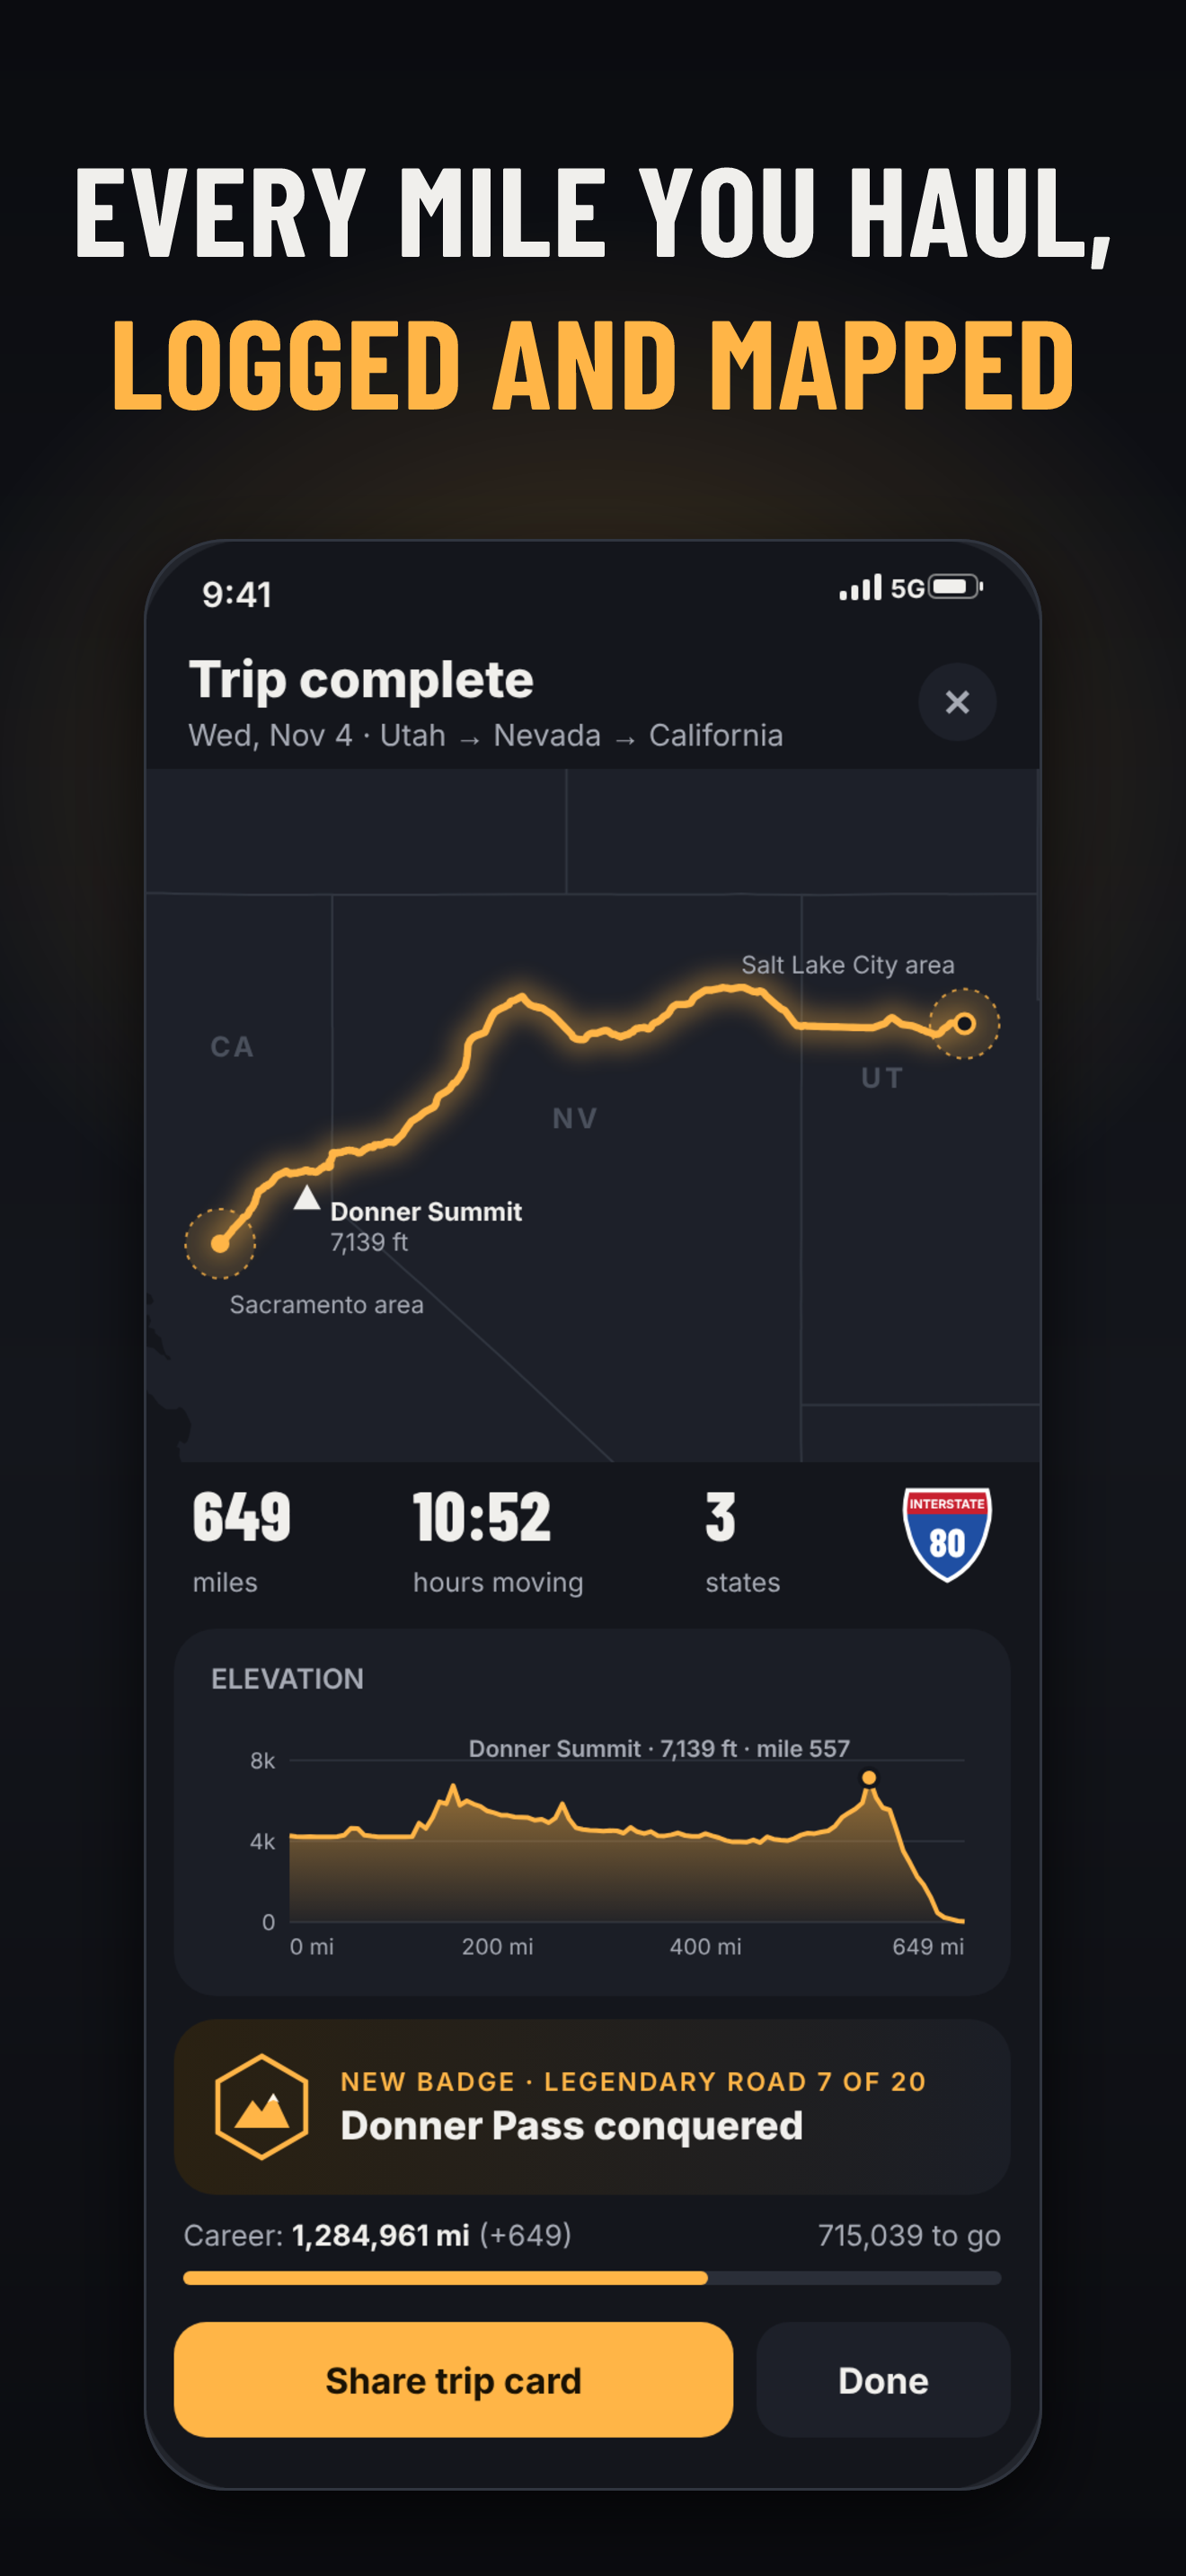 EVERY MILE YOU HAUL,
LOGGED AND MAPPED
9:41
5G
Trip complete
Wed, Nov 4 · Utah → Nevada → California
Salt Lake City area
CA
UT
NV
Donner Summit
7,139 ft
Sacramento area
649
miles
10:52
hours moving
3
states
INTERSTATE
80
ELEVATION
Donner Summit · 7,139 ft · mile 557
8k
4k
0
0 mi
200 mi
400 mi
649 mi
NEW BADGE · LEGENDARY ROAD 7 OF 20
Donner Pass conquered
Career: 1,284,961 mi (+649)
715,039 to go
Share trip card
Done